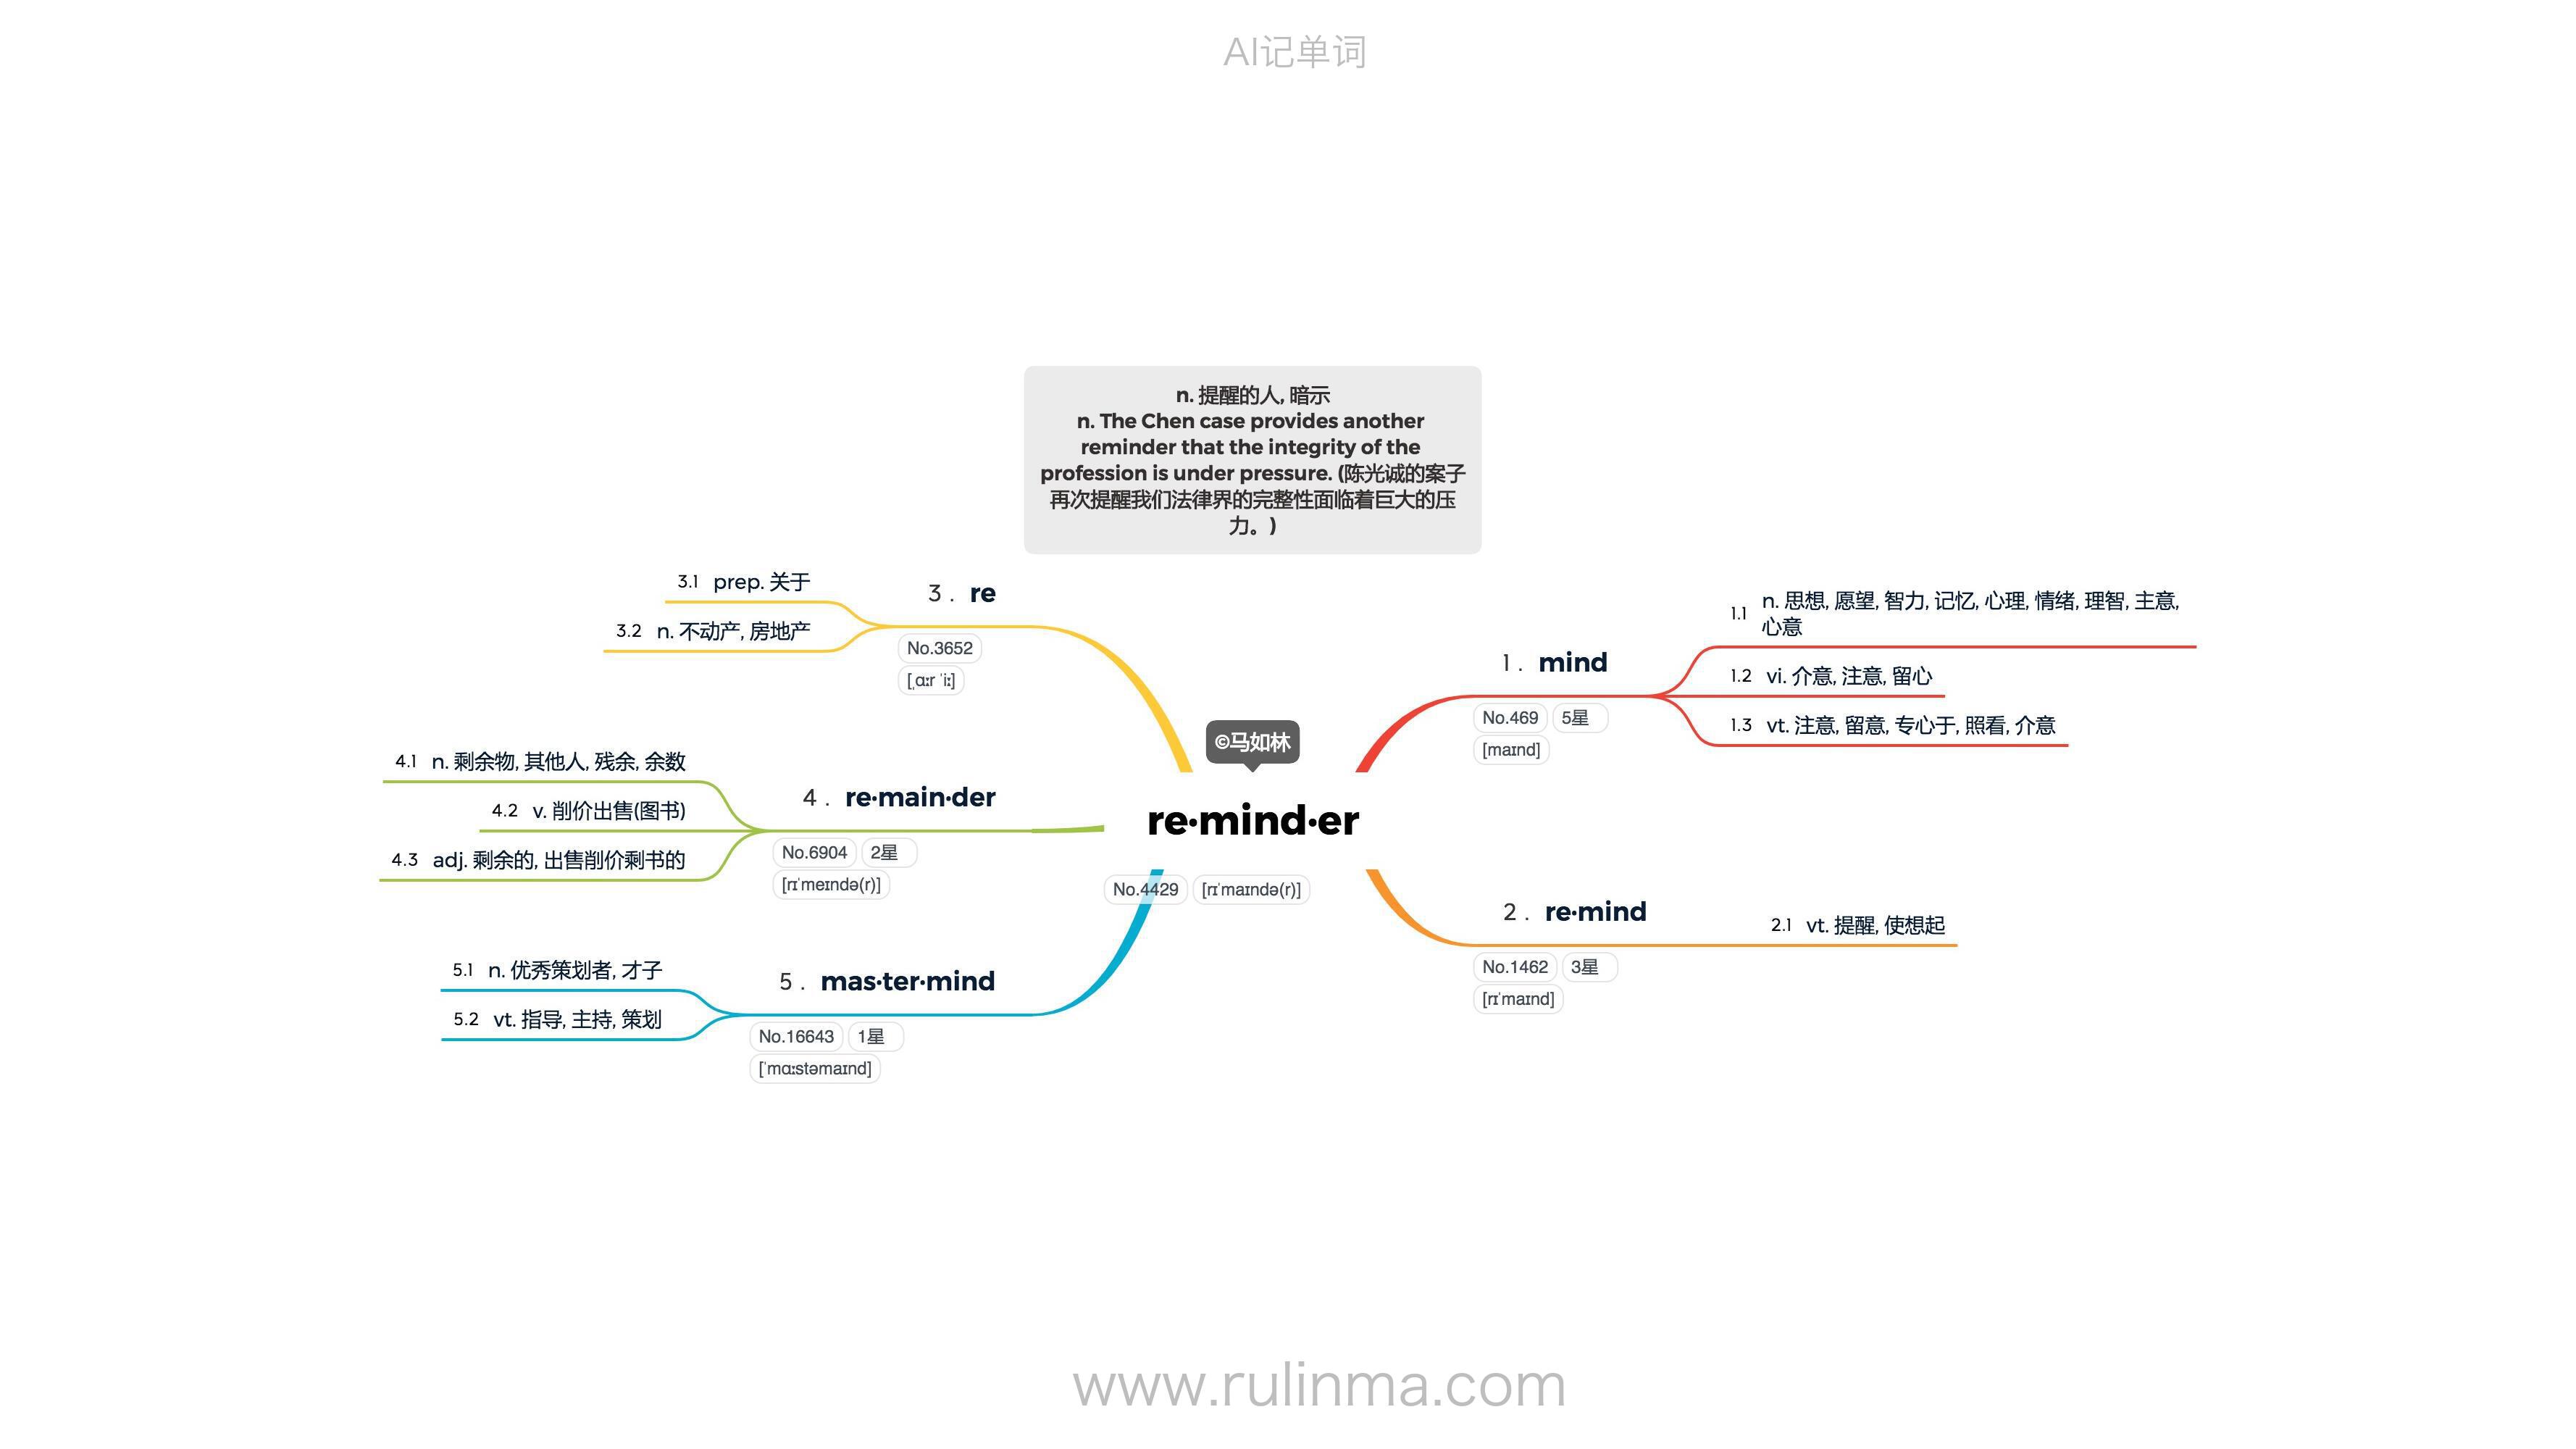 AI记单词
n. 提醒的人, 暗示
n. The Chen case provides another
reminder that the integrity of the
profession is under pressure. (陈光诚的案子
再次提醒我们法律界的完整性面临着巨大的压
力。)
©马如林
re·mind·er
No.4429 [rɪˈmaɪndə(r)]
1 . mind
No.469 5星
[maɪnd]
1.1 n. 思想, 愿望, 智力, 记忆, 心理, 情绪, 理智, 主意,
心意
1.2 vi. 介意, 注意, 留心
1.3 vt. 注意, 留意, 专心于, 照看, 介意
2 . re·mind
No.1462 3星
[rɪˈmaɪnd]
2.1 vt. 提醒, 使想起
3 . re
No.3652
[ˌɑːr ˈiː]
3.1 prep. 关于
3.2 n. 不动产, 房地产
4 . re·main·der
No.6904 2星
[rɪˈmeɪndə(r)]
4.1 n. 剩余物, 其他人, 残余, 余数
4.2 v. 削价出售(图书)
4.3 adj. 剩余的, 出售削价剩书的
5 . mas·ter·mind
No.16643 1星
[ˈmɑːstəmaɪnd]
5.1 n. 优秀策划者, 才子
5.2 vt. 指导, 主持, 策划
www.rulinma.com